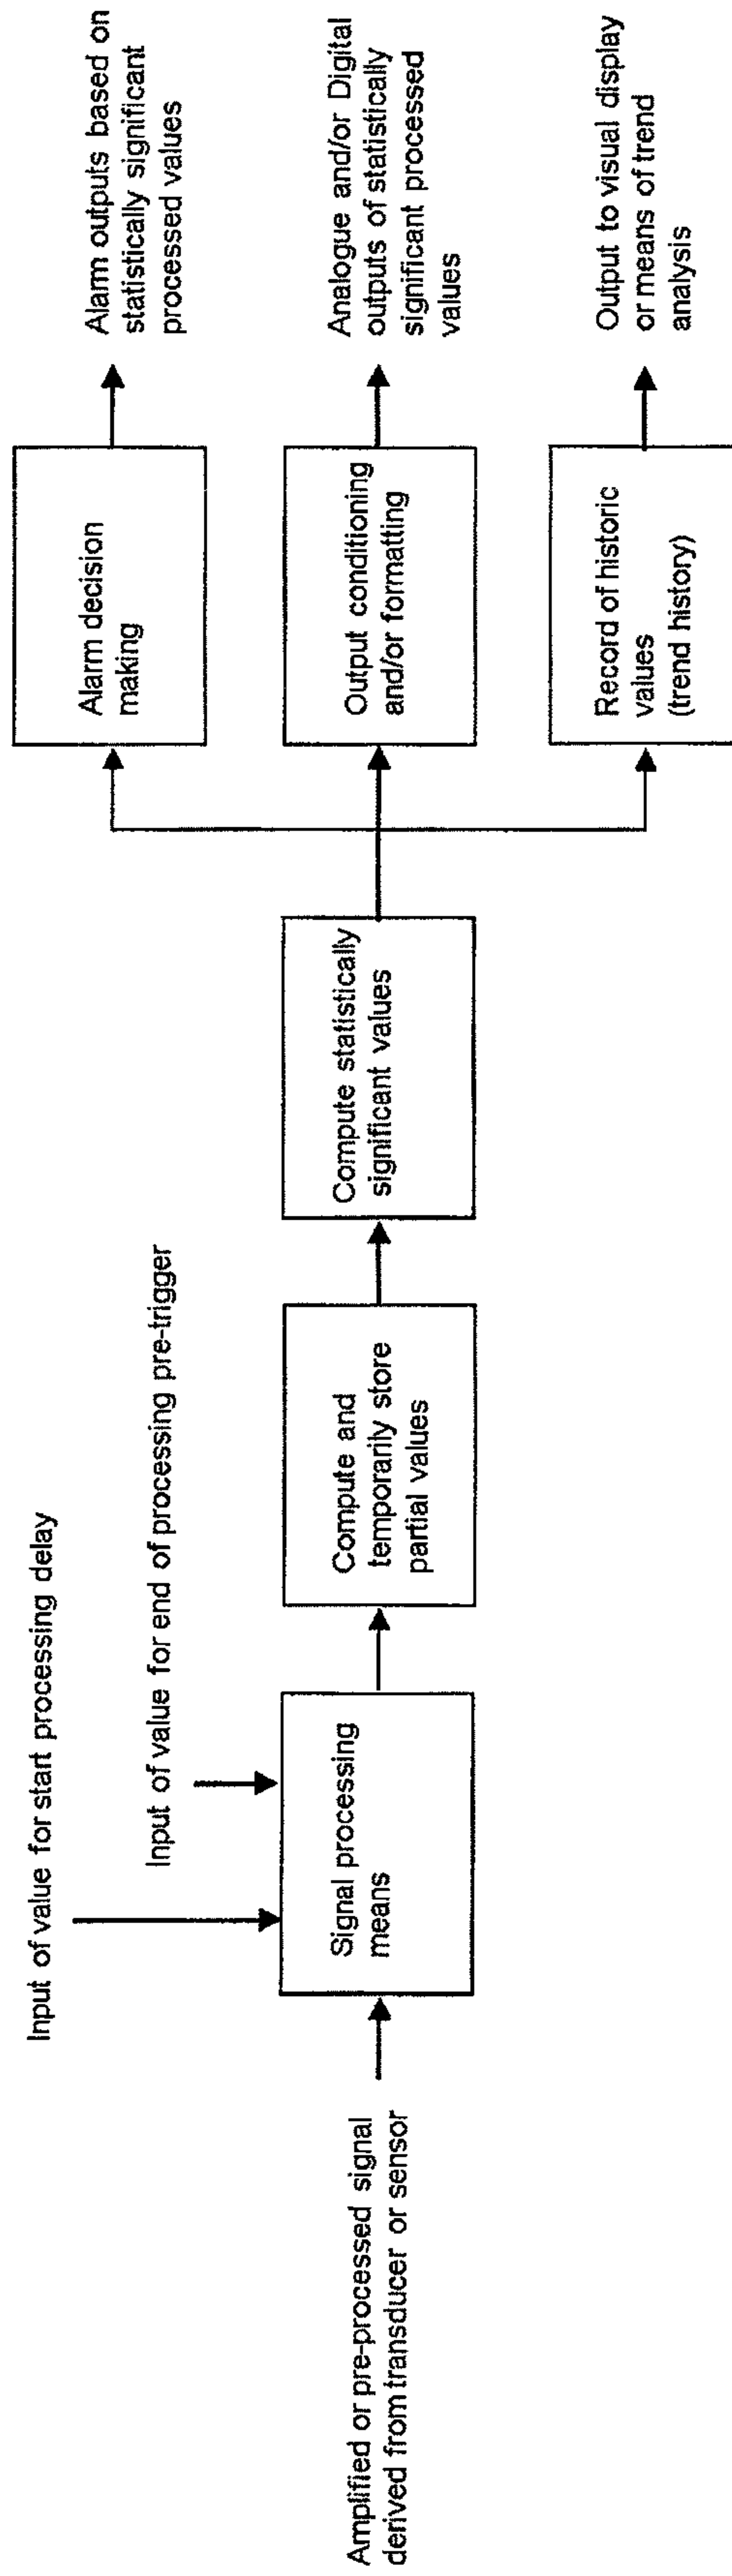 Input of value for start processing delay
Input of value for end of processing pre-trigger
Amplified or pre-processed signal
derived from transducer or sensor
Signal processing
means
Compute and
temporarily store
partial values
Compute statistically
significant values
Alarm decision
making
Alarm outputs based on
statistically significant
processed values
Output conditioning
and/or formatting
Analogue and/or Digital
outputs of statistically
significant processed
values
Record of historic
values
(trend history)
Output to visual display
or means of trend
analysis